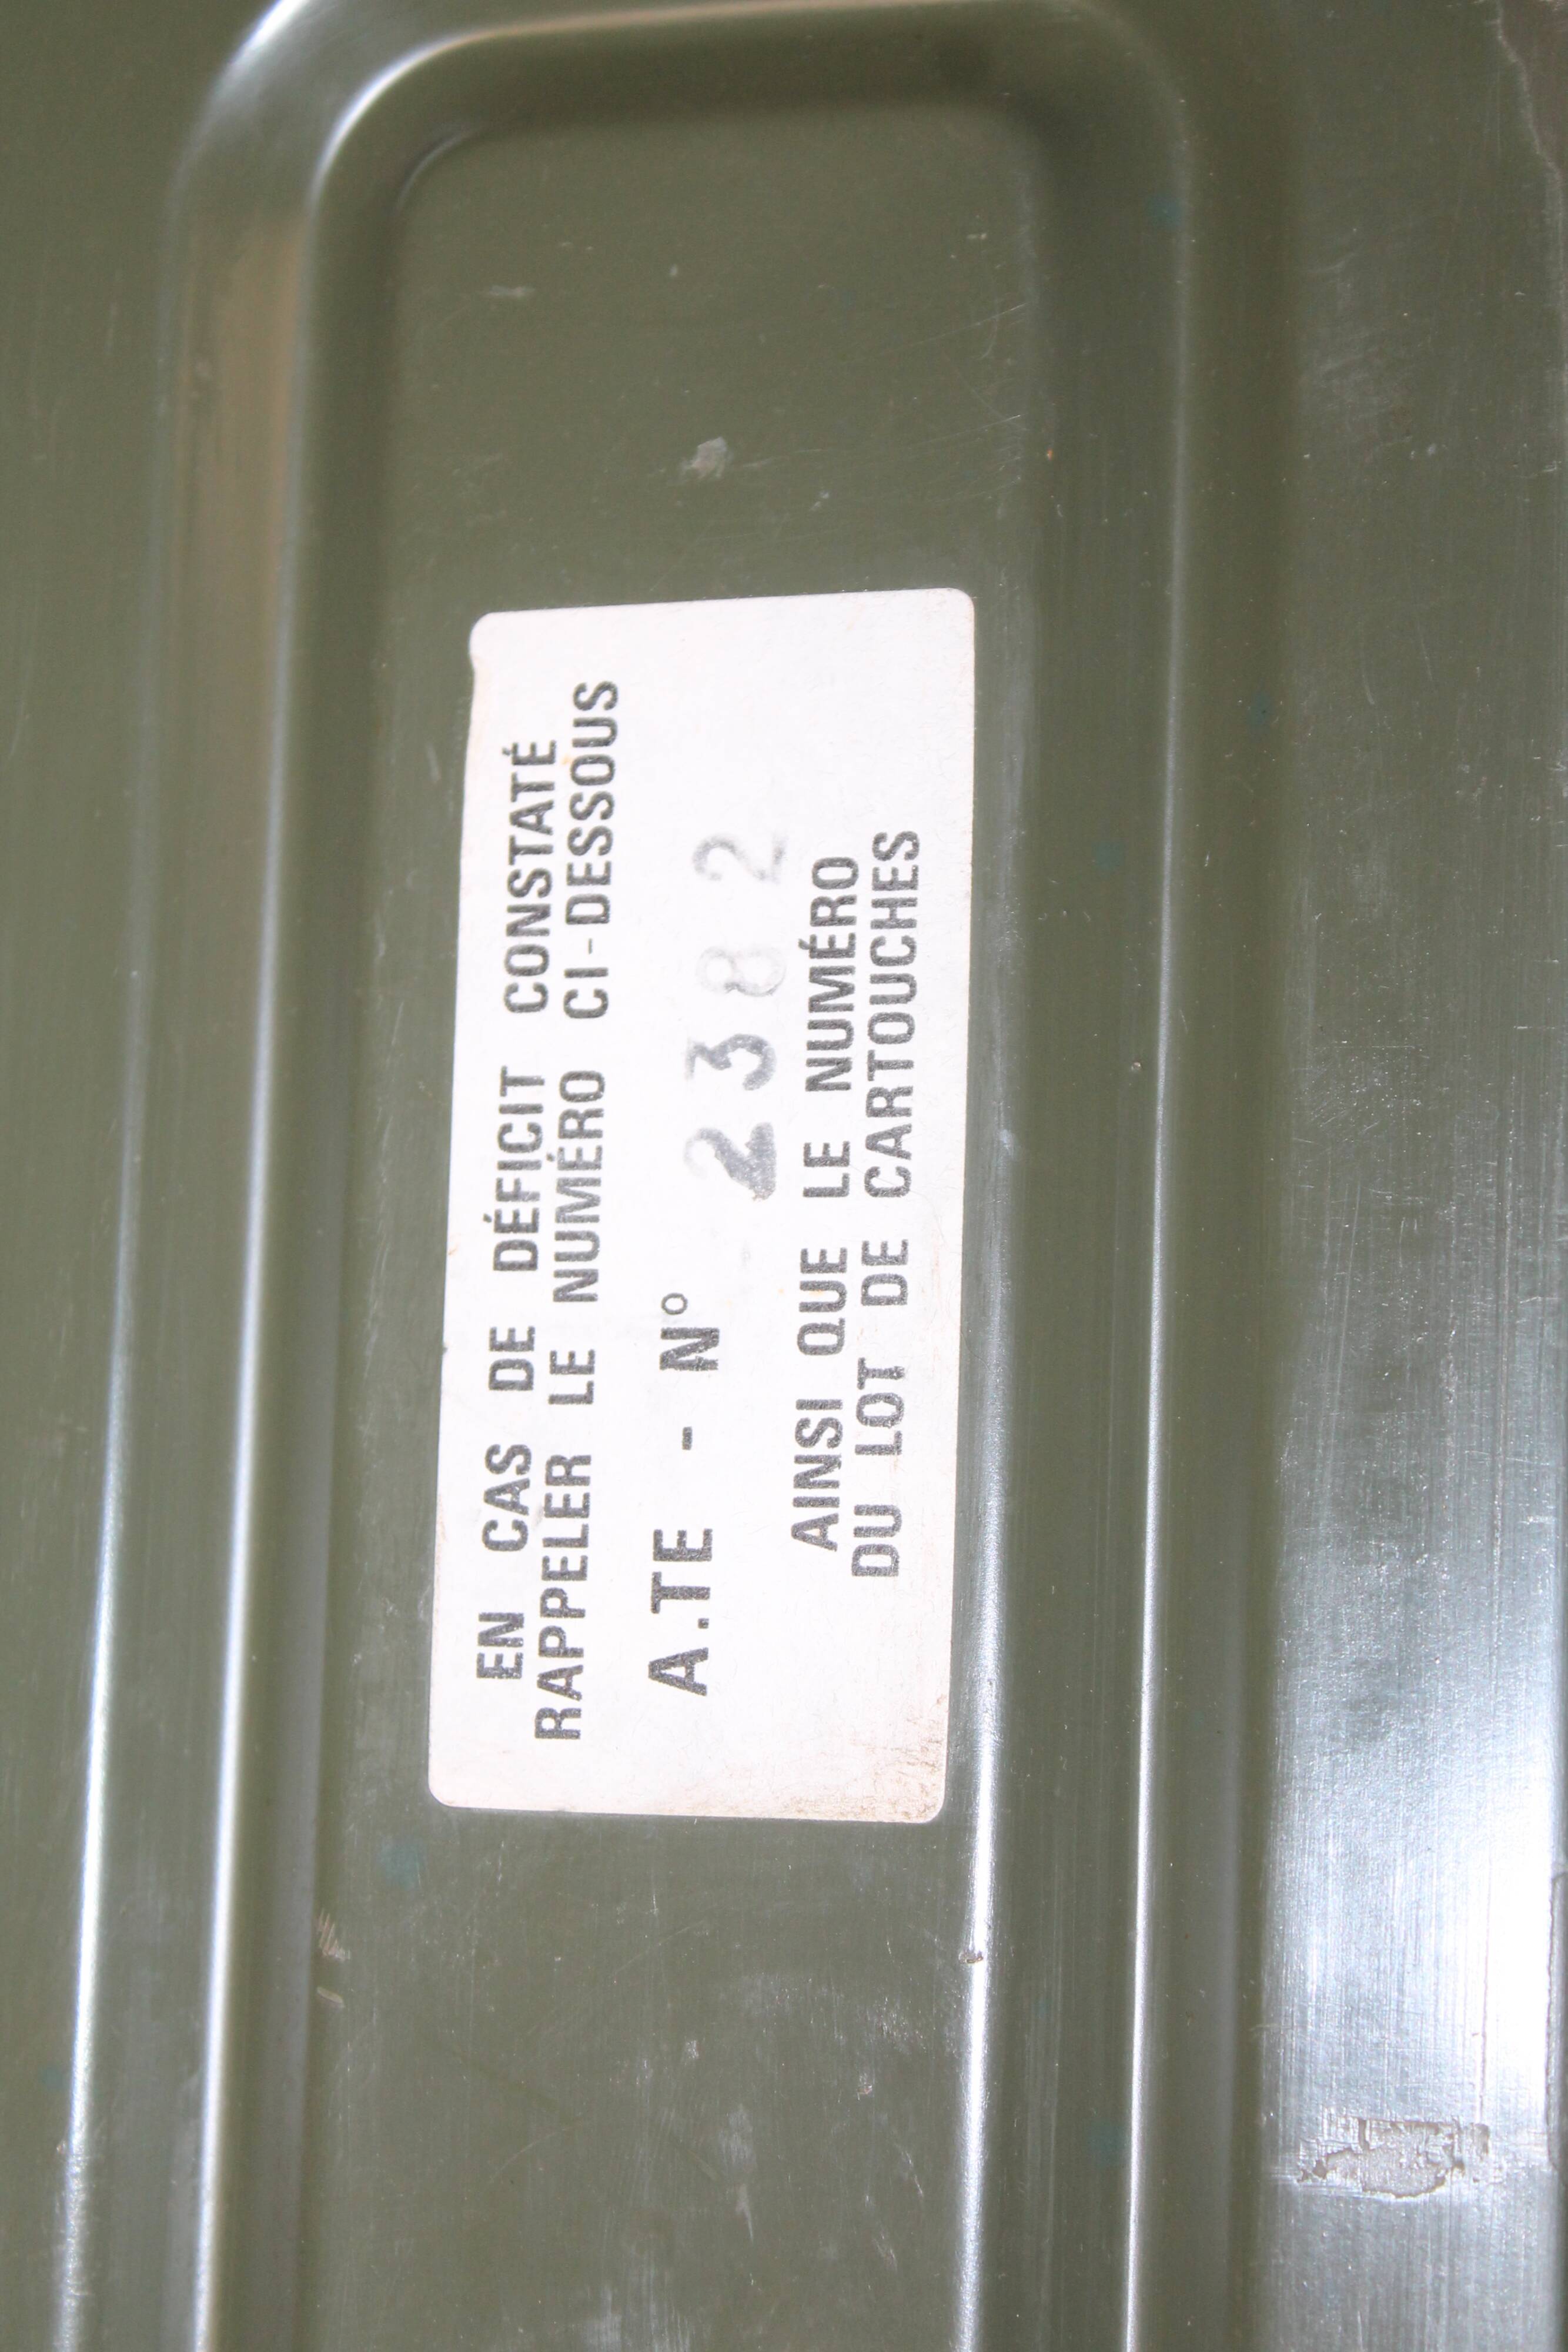 EN CAS DE DÉFICIT CONSTATÉ
RAPPELER LE NUMÉRO CI-DESSOUS
A.TE - N° 2382
AINSI QUE LE NUMÉRO
DU LOT DE CARTOUCHES